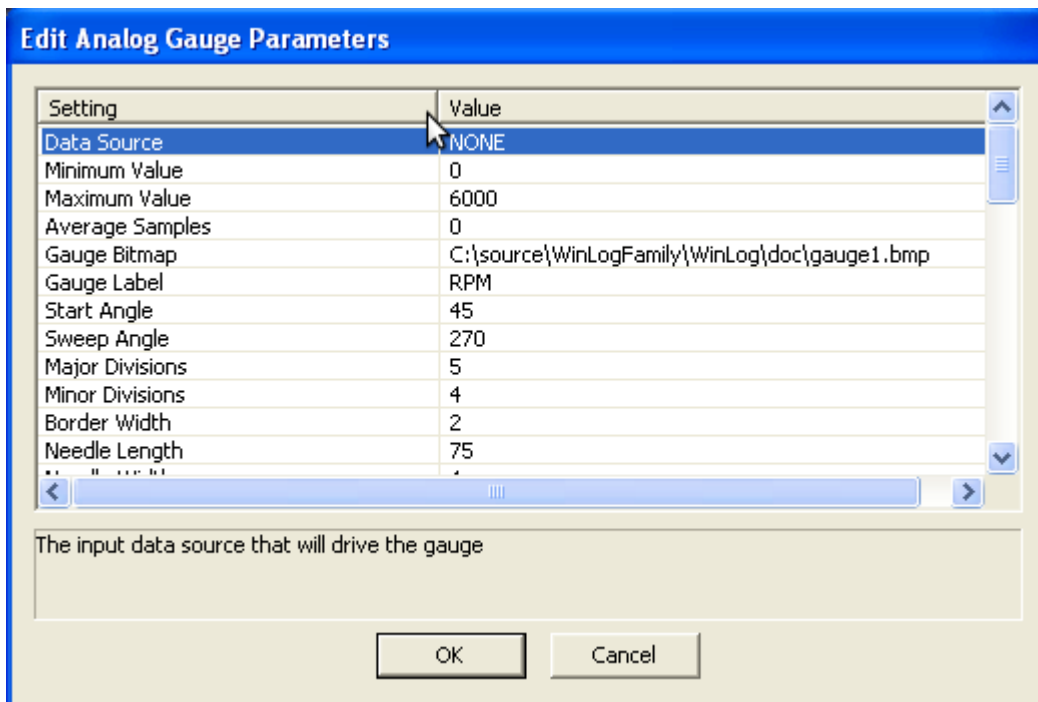 Edit Analog Gauge Parameters
Setting Value
Data Source NONE
Minimum Value 0
Maximum Value 6000
Average Samples 0
Gauge Bitmap C:\source\WinLogFamily\WinLog\doc\gauge1.bmp
Gauge Label RPM
Start Angle 45
Sweep Angle 270
Major Divisions 5
Minor Divisions 4
Border Width 2
Needle Length 75
The input data source that will drive the gauge
OK Cancel